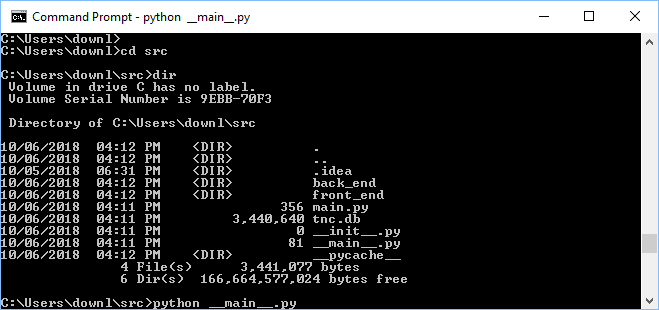 Command Prompt - python __main__.py
C:\Users\downl>
C:\Users\downl>cd src
C:\Users\downl\src>dir
 Volume in drive C has no label.
 Volume Serial Number is 9EBB-70F3
 Directory of C:\Users\downl\src
10/06/2018  04:12 PM    <DIR>          .
10/06/2018  04:12 PM    <DIR>          ..
10/05/2018  06:31 PM    <DIR>          .idea
10/06/2018  04:12 PM    <DIR>          back_end
10/06/2018  04:12 PM    <DIR>          front_end
10/06/2018  04:11 PM               356 main.py
10/06/2018  04:11 PM         3,440,640 tnc.db
10/06/2018  04:11 PM                 0 __init__.py
10/06/2018  04:11 PM                81 __main__.py
10/06/2018  04:12 PM    <DIR>          __pycache__
               4 File(s)      3,441,077 bytes
               6 Dir(s)  166,664,577,024 bytes free
C:\Users\downl\src>python __main__.py